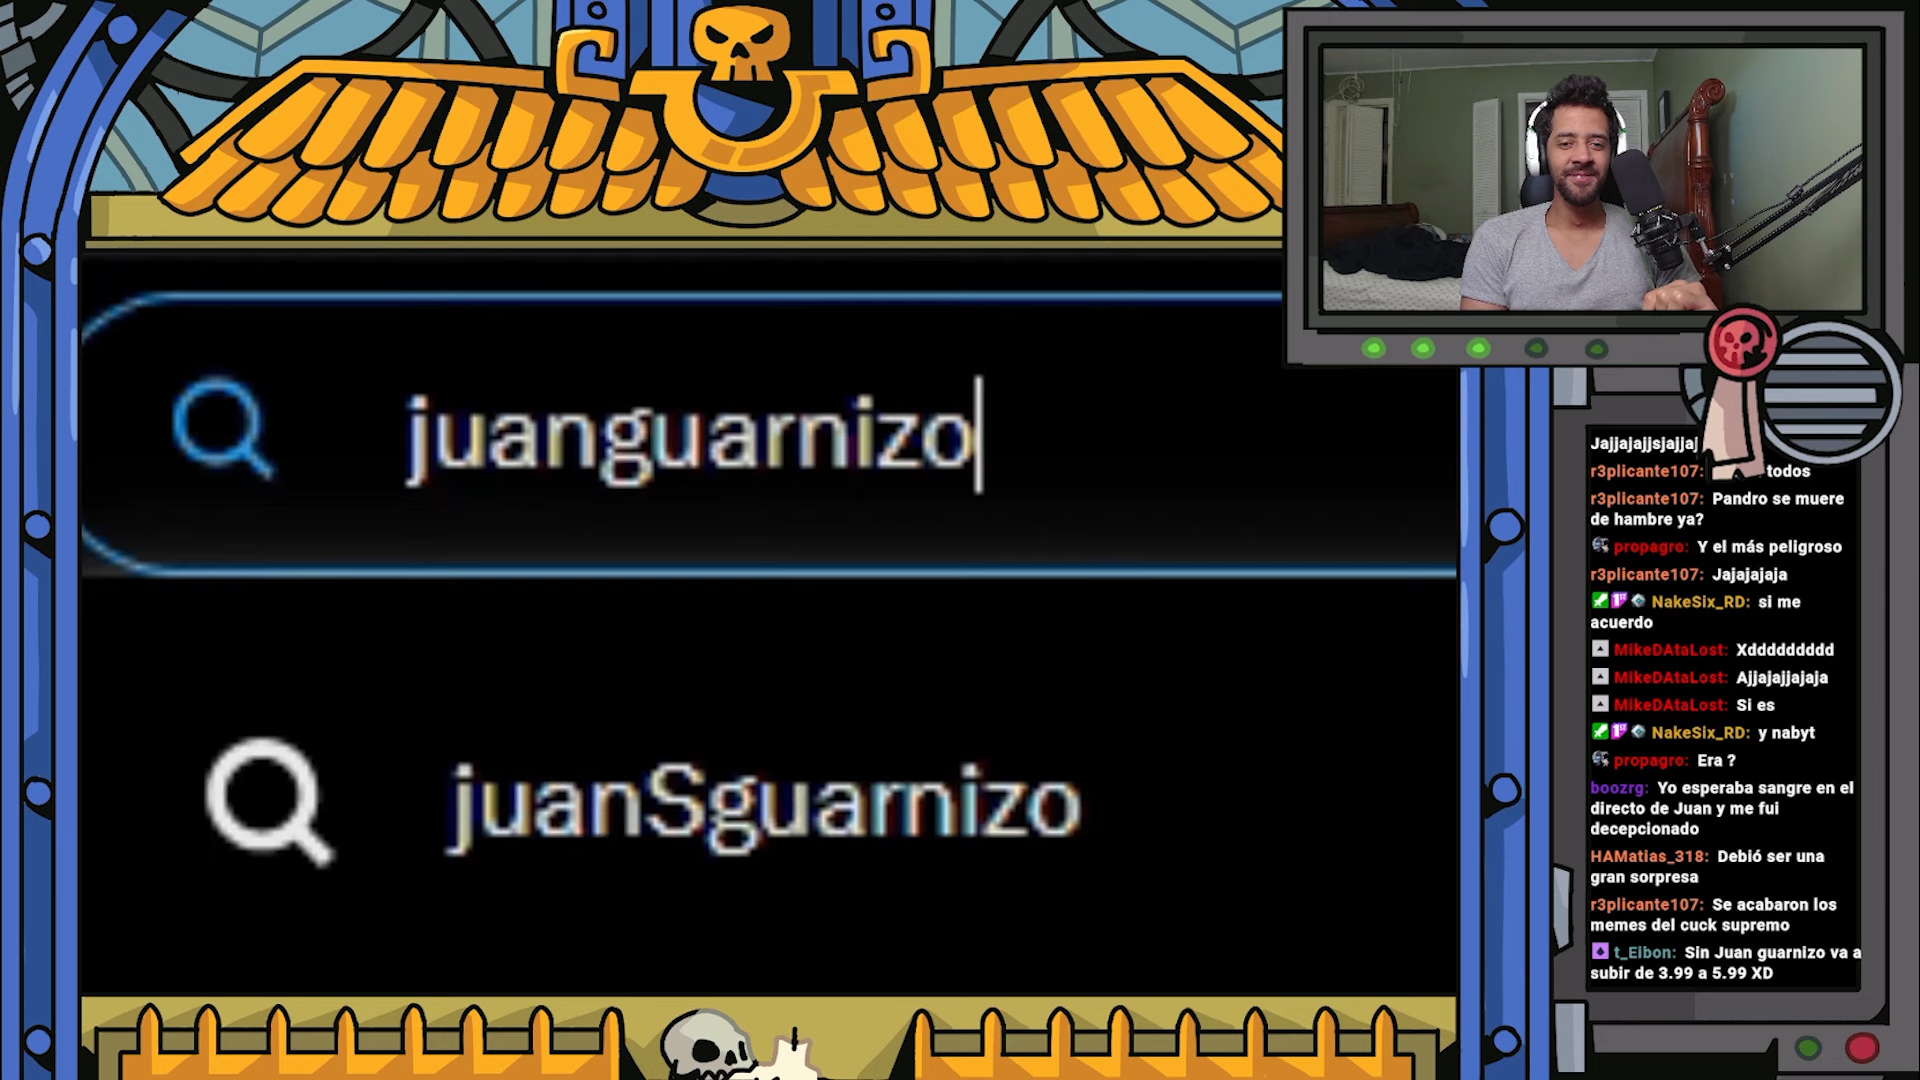 juanguarnizo
juanSguarnizo
Jajjajajjsjajjaj
r3plicante107: todos
r3plicante107: Pandro se muere
de hambre ya?
propagro: Y el más peligroso
r3plicante107: Jajajajaja
NakeSix_RD: si me
acuerdo
MikeDAtaLost: Xddddddddd
MikeDAtaLost: Ajjajajjajaja
MikeDAtaLost: Si es
NakeSix_RD: y nabyt
propagro: Era ?
boozrg: Yo esperaba sangre en el
directo de Juan y me fui
decepcionado
HAMatias_318: Debió ser una
gran sorpresa
r3plicante107: Se acabaron los
memes del cuck supremo
t_Eibon: Sin Juan guarnizo va a
subir de 3.99 a 5.99 XD